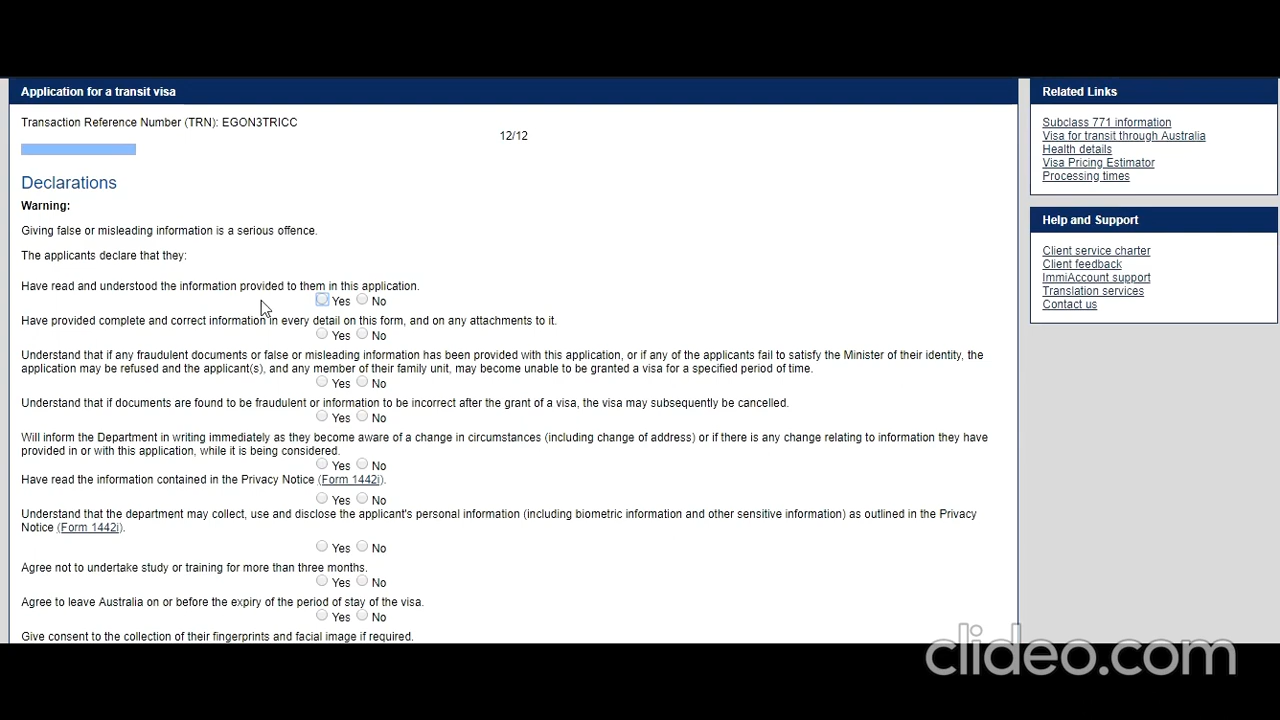 Application for a transit visa
Transaction Reference Number (TRN): EGON3TRICC
12/12
Declarations
Warning:
Giving false or misleading information is a serious offence.
The applicants declare that they:
Have read and understood the information provided to them in this application.
Yes No
Have provided complete and correct information in every detail on this form, and on any attachments to it.
Yes No
Understand that if any fraudulent documents or false or misleading information has been provided with this application, or if any of the applicants fail to satisfy the Minister of their identity, the
application may be refused and the applicant(s), and any member of their family unit, may become unable to be granted a visa for a specified period of time.
Yes No
Understand that if documents are found to be fraudulent or information to be incorrect after the grant of a visa, the visa may subsequently be cancelled.
Yes No
Will inform the Department in writing immediately as they become aware of a change in circumstances (including change of address) or if there is any change relating to information they have
provided in or with this application, while it is being considered.
Yes No
Have read the information contained in the Privacy Notice (Form 1442i).
Yes No
Understand that the department may collect, use and disclose the applicant's personal information (including biometric information and other sensitive information) as outlined in the Privacy
Notice (Form 1442i).
Yes No
Agree not to undertake study or training for more than three months.
Yes No
Agree to leave Australia on or before the expiry of the period of stay of the visa.
Yes No
Give consent to the collection of their fingerprints and facial image if required.
Related Links
Subclass 771 information
Visa for transit through Australia
Health details
Visa Pricing Estimator
Processing times
Help and Support
Client service charter
Client feedback
ImmiAccount support
Translation services
Contact us
clideo.com